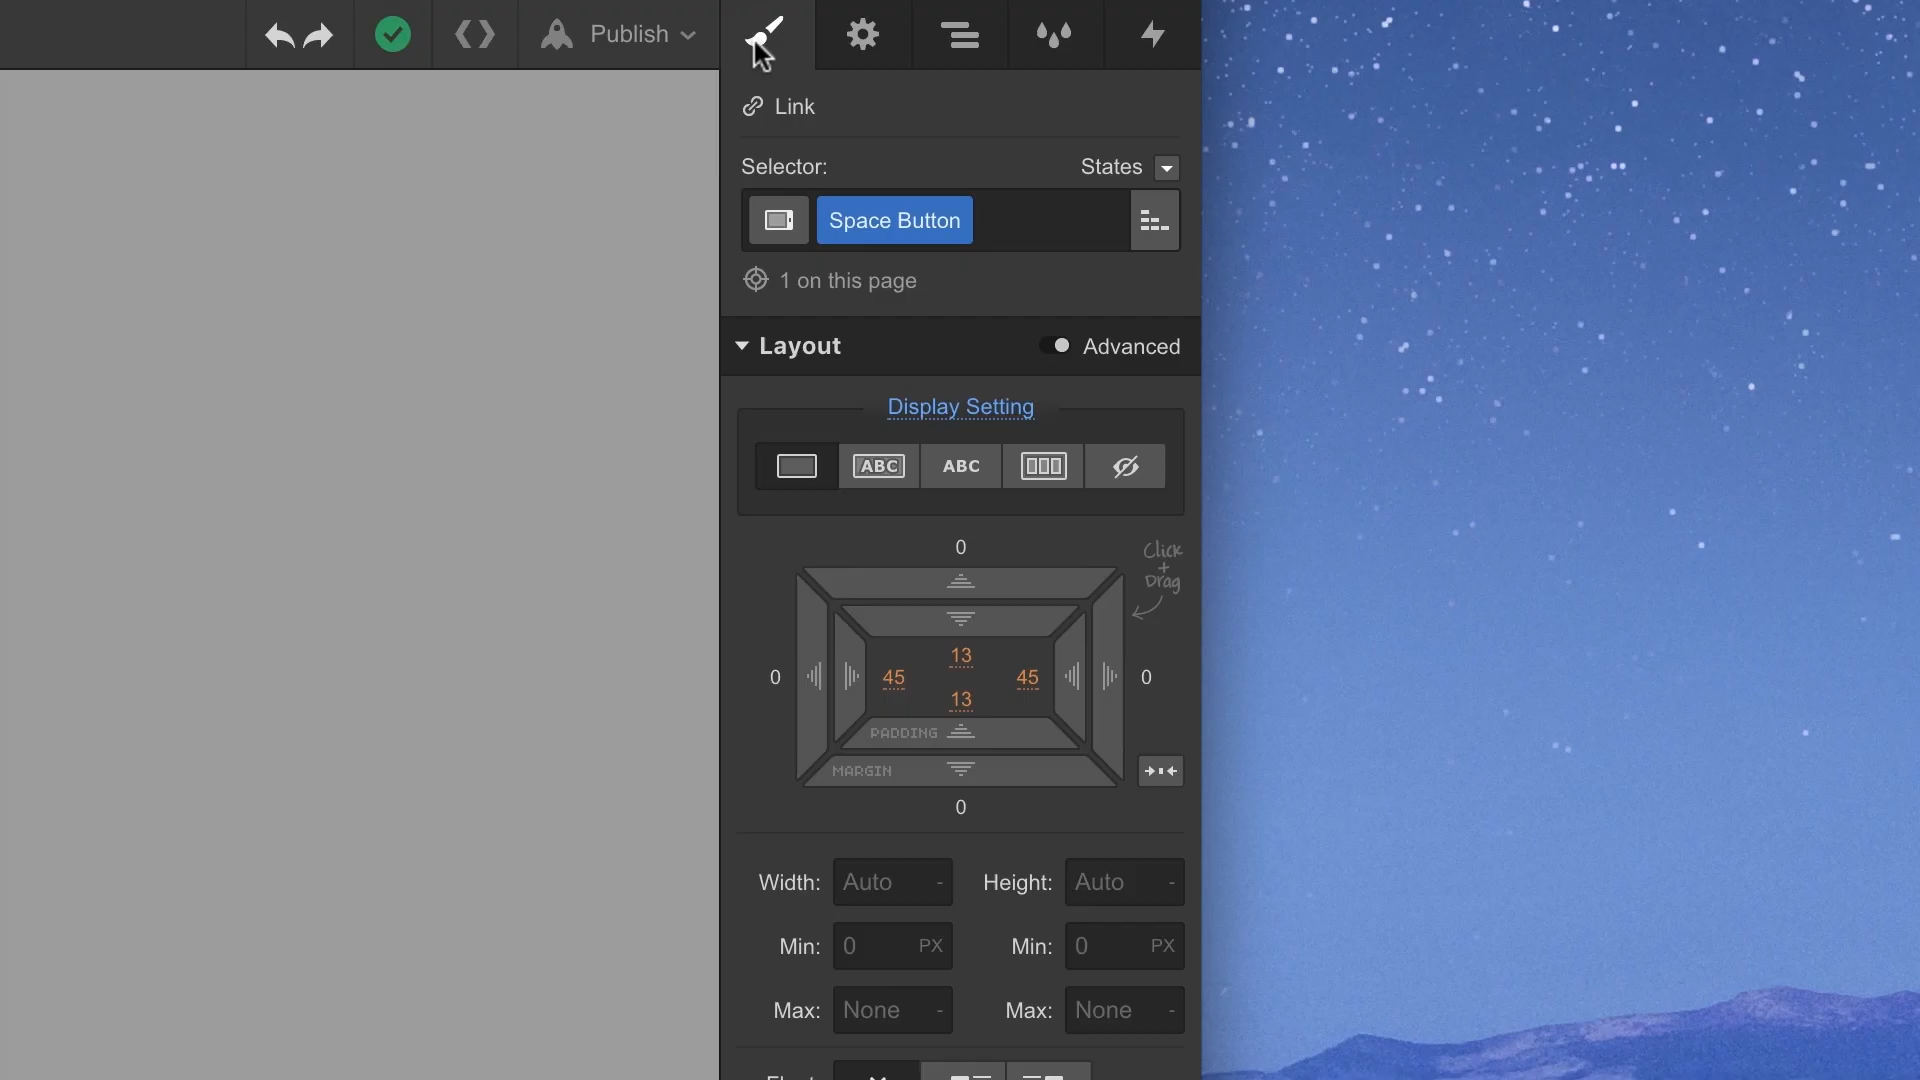 Publish
Link
Selector: States
Space Button
1 on this page
Layout Advanced
Display Setting
ABC ABC
0
Click
+
Drag
13
0 45 45 0
13
PADDING
MARGIN
0
Width: Auto - Height: Auto -
Min: 0 PX Min: 0 PX
Max: None - Max: None -